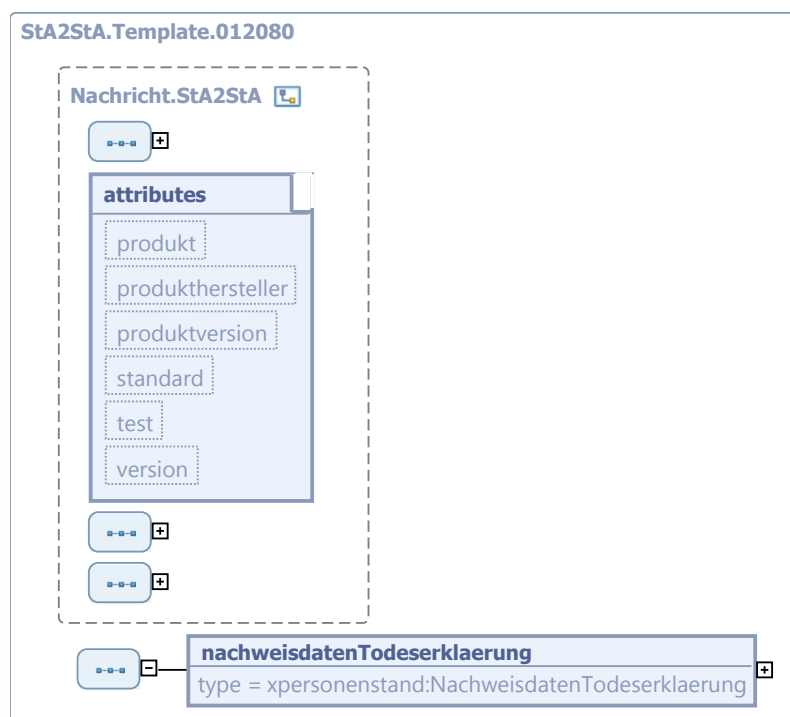 StA2StA.Template.012080
Nachricht.StA2StA
attributes
produkt
produkthersteller
produktversion
standard
test
version
nachweisdatenTodeserklaerung
type = xpersonenstand:NachweisdatenTodeserklaerung